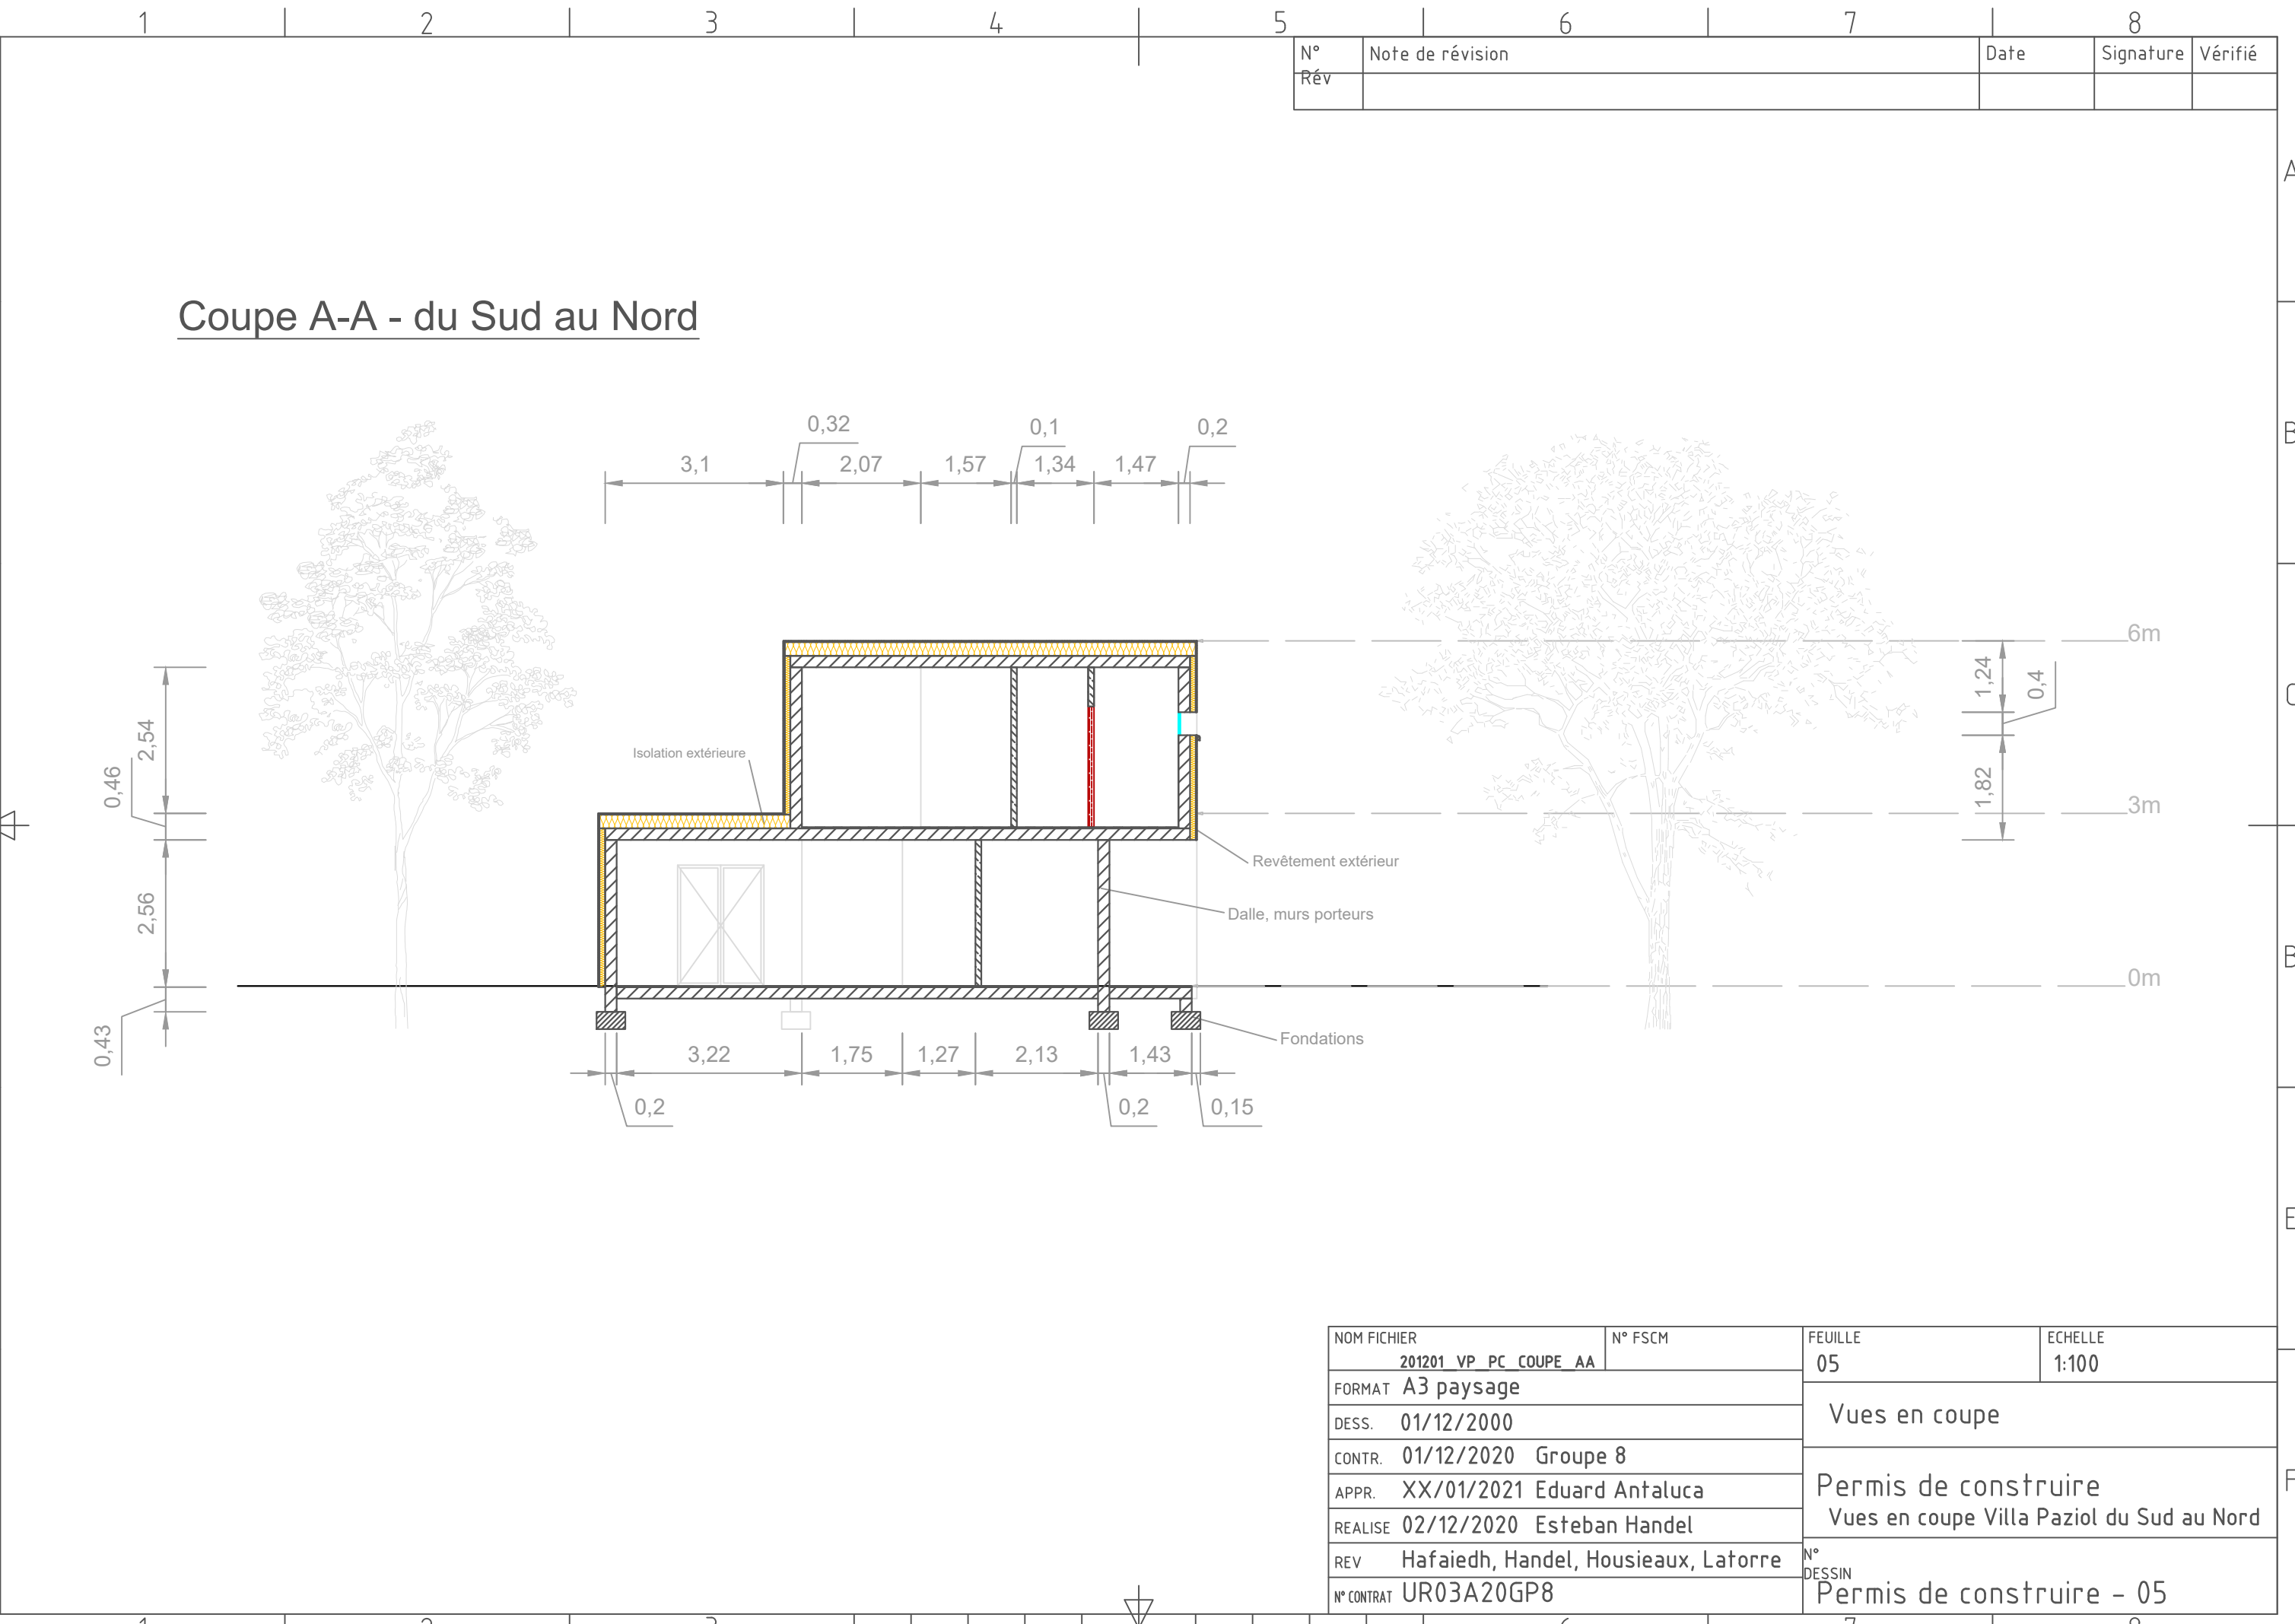 1 2 3 4 5 6 7 8
N° Rév Note de révision Date Signature Vérifié
A
Coupe A-A - du Sud au Nord
B
0,32 0,1 0,2
3,1 2,07 1,57 1,34 1,47
6m
C
1,24 0,4
2,54
Isolation extérieure
0,46
1,82
3m
Revêtement extérieur
2,56
Dalle, murs porteurs
B
0m
0,43
Fondations
3,22 1,75 1,27 2,13 1,43
0,2 0,2 0,15
E
NOM FICHIER N° FSCM FEUILLE ECHELLE
201201_VP_PC_COUPE_AA 05 1:100
FORMAT A3 paysage
DESS. 01/12/2000
Vues en coupe
CONTR. 01/12/2020 Groupe 8
APPR. XX/01/2021 Eduard Antaluca
Permis de construire
F
REALISE 02/12/2020 Esteban Handel
Vues en coupe Villa Paziol du Sud au Nord
REV Hafaiedh, Handel, Housieaux, Latorre
N°
DESSIN
N° CONTRAT UR03A20GP8
Permis de construire - 05